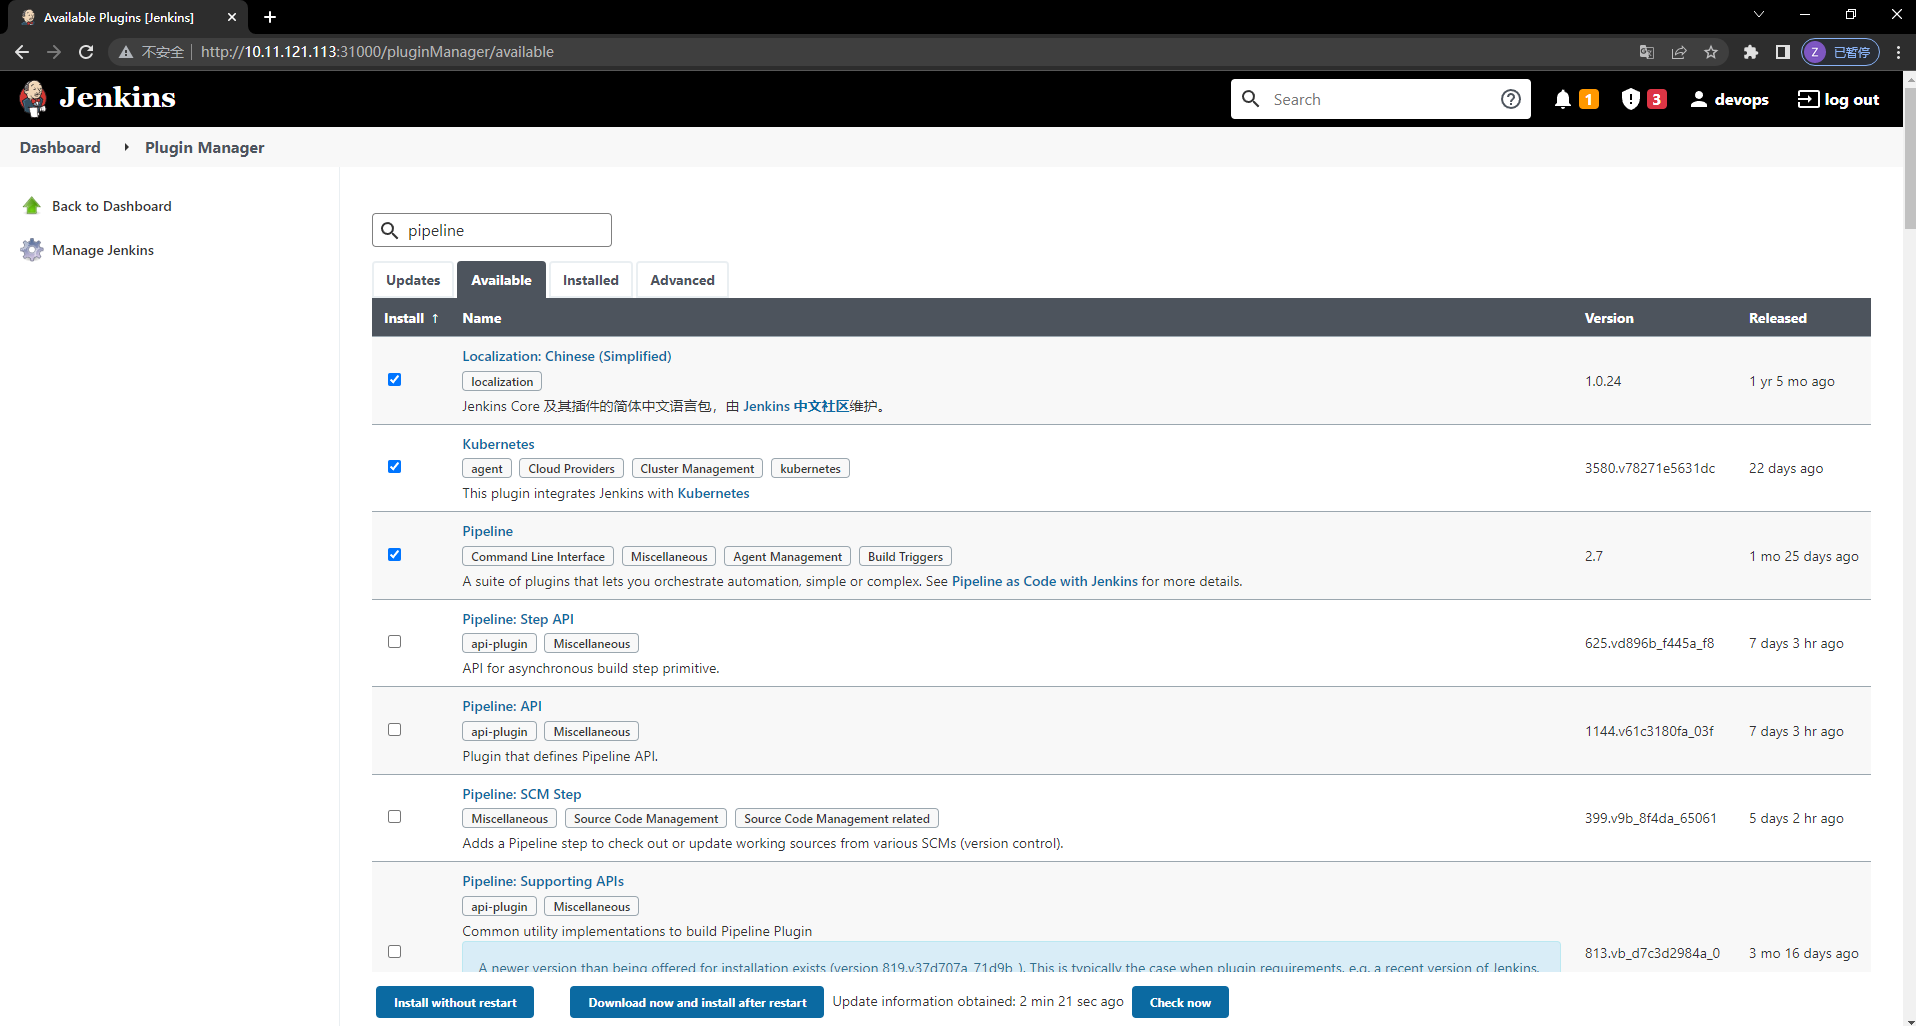 Available Plugins [Jenkins]
不安全 http://10.11.121.113:31000/pluginManager/available
Z 已暂停
Jenkins
Search
1
3
devops
log out
Dashboard
Plugin Manager
Back to Dashboard
Manage Jenkins
pipeline
Updates
Available
Installed
Advanced
Install ↑ Name Version Released
Localization: Chinese (Simplified)
localization
1.0.24 1 yr 5 mo ago
Jenkins Core 及其插件的简体中文语言包，由 Jenkins 中文社区维护。
Kubernetes
agent Cloud Providers Cluster Management kubernetes
3580.v78271e5631dc 22 days ago
This plugin integrates Jenkins with Kubernetes
Pipeline
Command Line Interface Miscellaneous Agent Management Build Triggers
2.7 1 mo 25 days ago
A suite of plugins that lets you orchestrate automation, simple or complex. See Pipeline as Code with Jenkins for more details.
Pipeline: Step API
api-plugin Miscellaneous
625.vd896b_f445a_f8 7 days 3 hr ago
API for asynchronous build step primitive.
Pipeline: API
api-plugin Miscellaneous
1144.v61c3180fa_03f 7 days 3 hr ago
Plugin that defines Pipeline API.
Pipeline: SCM Step
Miscellaneous Source Code Management Source Code Management related
399.v9b_8f4da_65061 5 days 2 hr ago
Adds a Pipeline step to check out or update working sources from various SCMs (version control).
Pipeline: Supporting APIs
api-plugin Miscellaneous
Common utility implementations to build Pipeline Plugin
813.vb_d7c3d2984a_0 3 mo 16 days ago
A newer version than being offered for installation exists (version 819.v37d707a_71d9b_). This is typically the case when plugin requirements, e.g. a recent version of Jenkins,
Install without restart
Download now and install after restart
Update information obtained: 2 min 21 sec ago
Check now